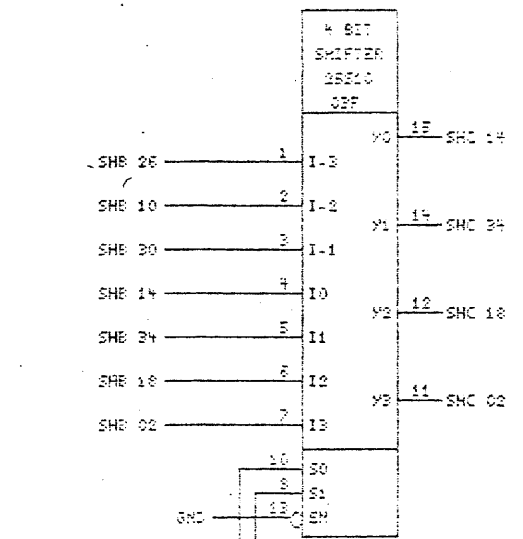 4 BIT
SHIFTER
25S10
Y0 15 SHC 14
SHB 26 1 I-3
SHB 10 2 I-2
Y1 14 SHC 34
SHB 30 3 I-1
SHB 14 4 I0
Y2 12 SHC 18
SHB 34 5 I1
SHB 18 6 I2
Y3 11 SHC 02
SHB 02 7 I3
10 S0
9 S1
GND 13 EN